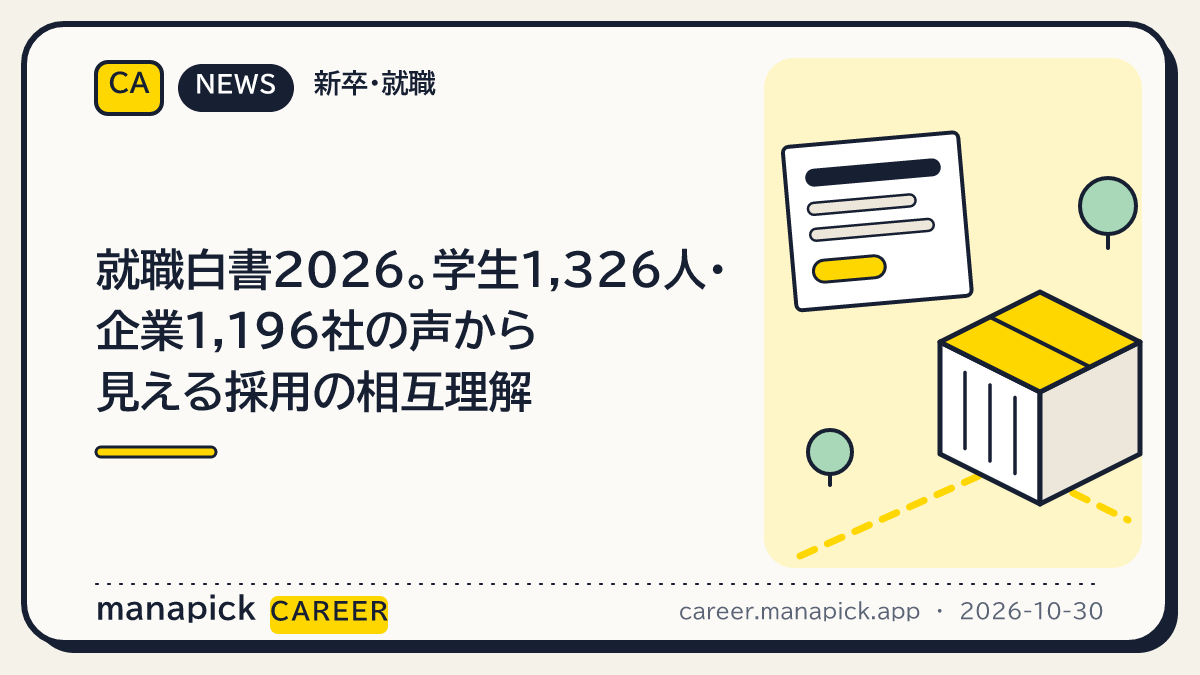 CA
NEWS
新卒・就職
就職白書2026。学生1,326人・
企業1,196社の声から
見える採用の相互理解
manapick CAREER
career.manapick.app ・ 2026-10-30